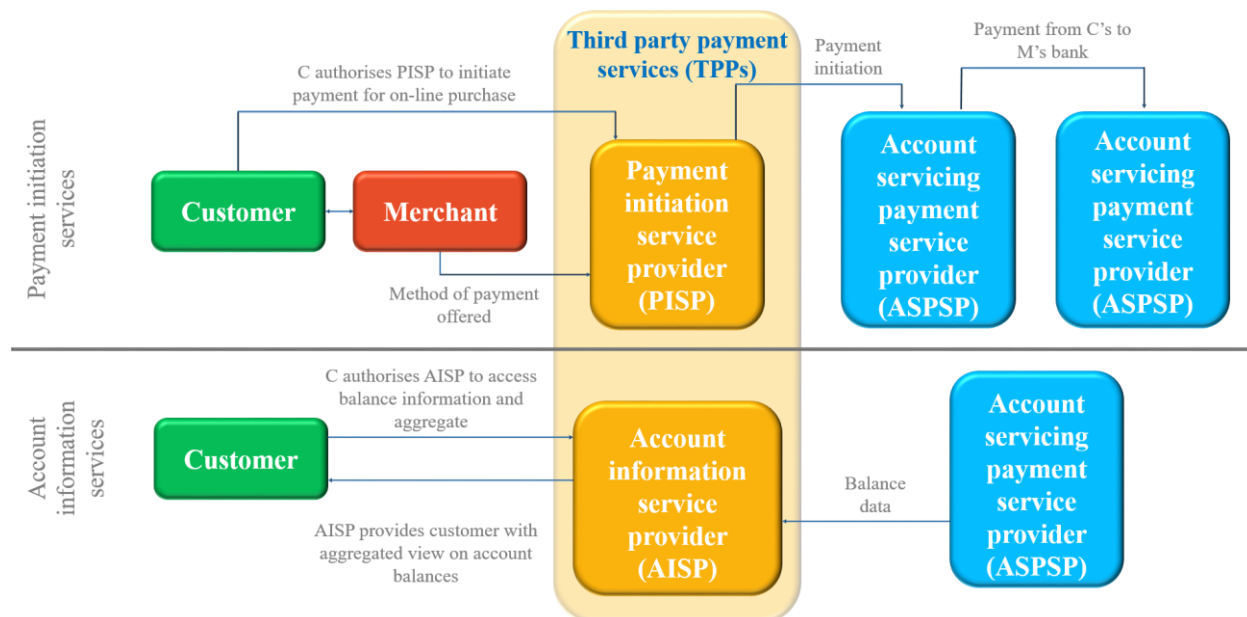 Third party payment
services (TPPs)
Payment initiation
services
C authorises PISP to initiate
payment for on-line purchase
Customer
Merchant
Method of payment
offered
Payment
initiation
service
provider
(PISP)
Payment
initiation
Account
servicing
payment
service
provider
(ASPSP)
Payment from C's to
M's bank
Account
servicing
payment
service
provider
(ASPSP)
Account
information
services
C authorises AISP to access
balance information and
aggregate
Customer
AISP provides customer with
aggregated view on account
balances
Account
information
service
provider
(AISP)
Balance
data
Account
servicing
payment
service
provider
(ASPSP)